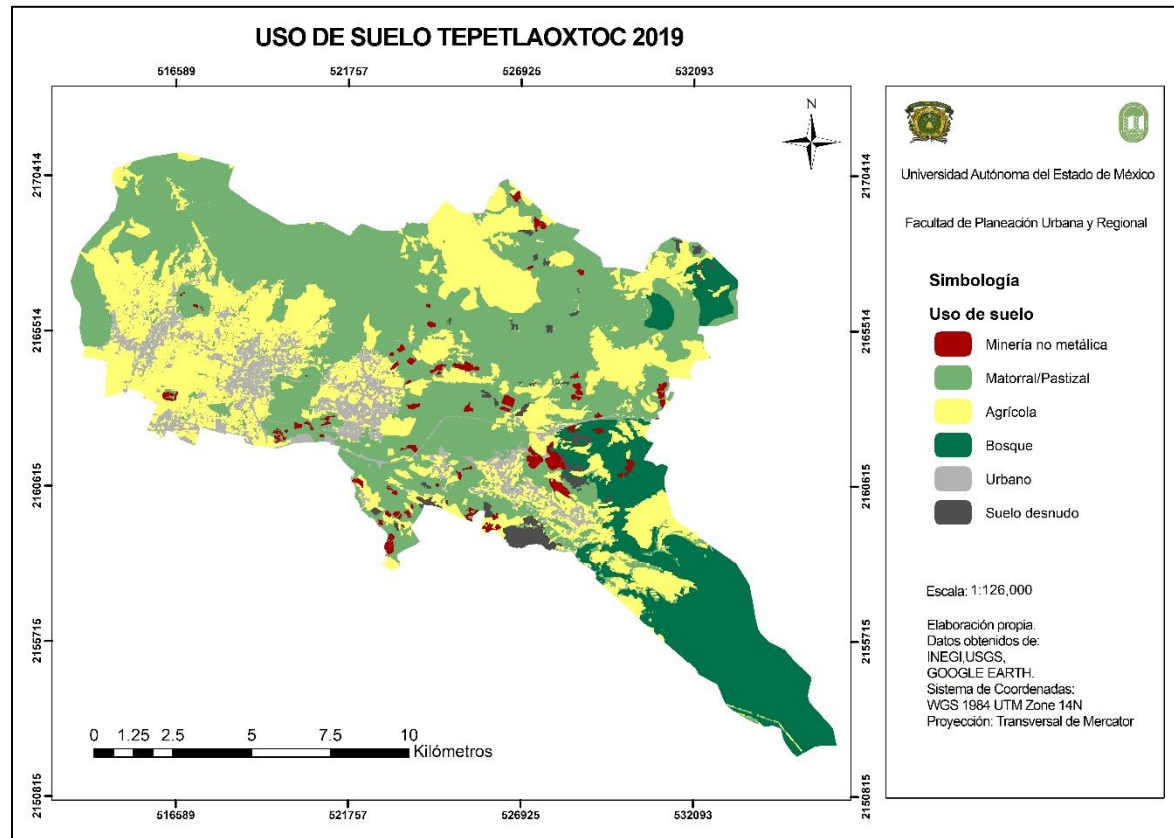 USO DE SUELO TEPETLAOXTOC 2019
516589 521757 526925 532093
N
2170414 2170414
2165514 2165514
2160615 2160615
2155715 2155715
2150815 2150815
0 1.25 2.5 5 7.5 10
Kilómetros
516589 521757 526925 532093
Universidad Autónoma del Estado de México
Facultad de Planeación Urbana y Regional
Simbología
Uso de suelo
Minería no metálica
Matorral/Pastizal
Agrícola
Bosque
Urbano
Suelo desnudo
Escala: 1:126,000
Elaboración propia.
Datos obtenidos de:
INEGI,USGS,
GOOGLE EARTH.
Sistema de Coordenadas:
WGS 1984 UTM Zone 14N
Proyección: Transversal de Mercator